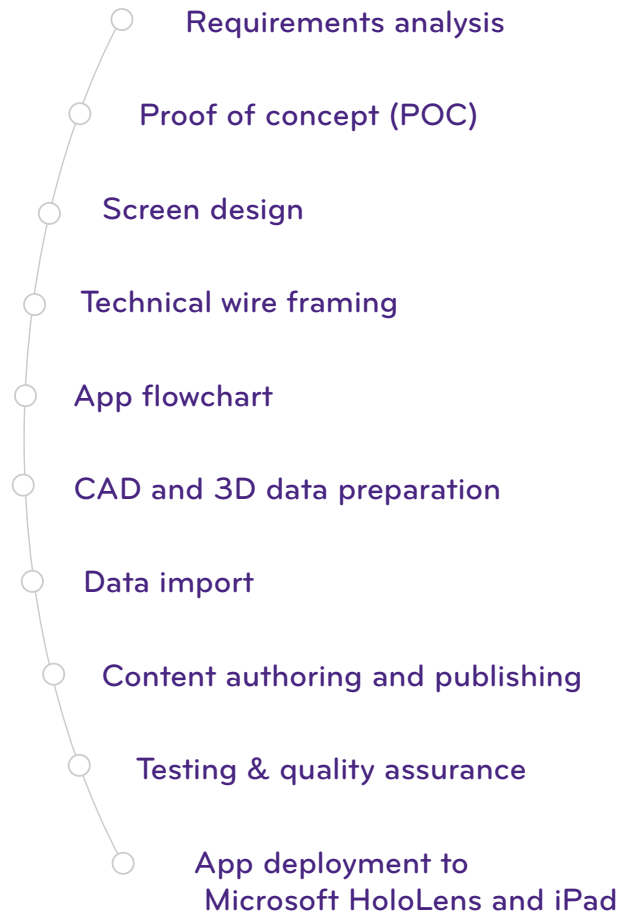 Requirements analysis
Proof of concept (POC)
Screen design
Technical wire framing
App flowchart
CAD and 3D data preparation
Data import
Content authoring and publishing
Testing & quality assurance
App deployment to
Microsoft HoloLens and iPad